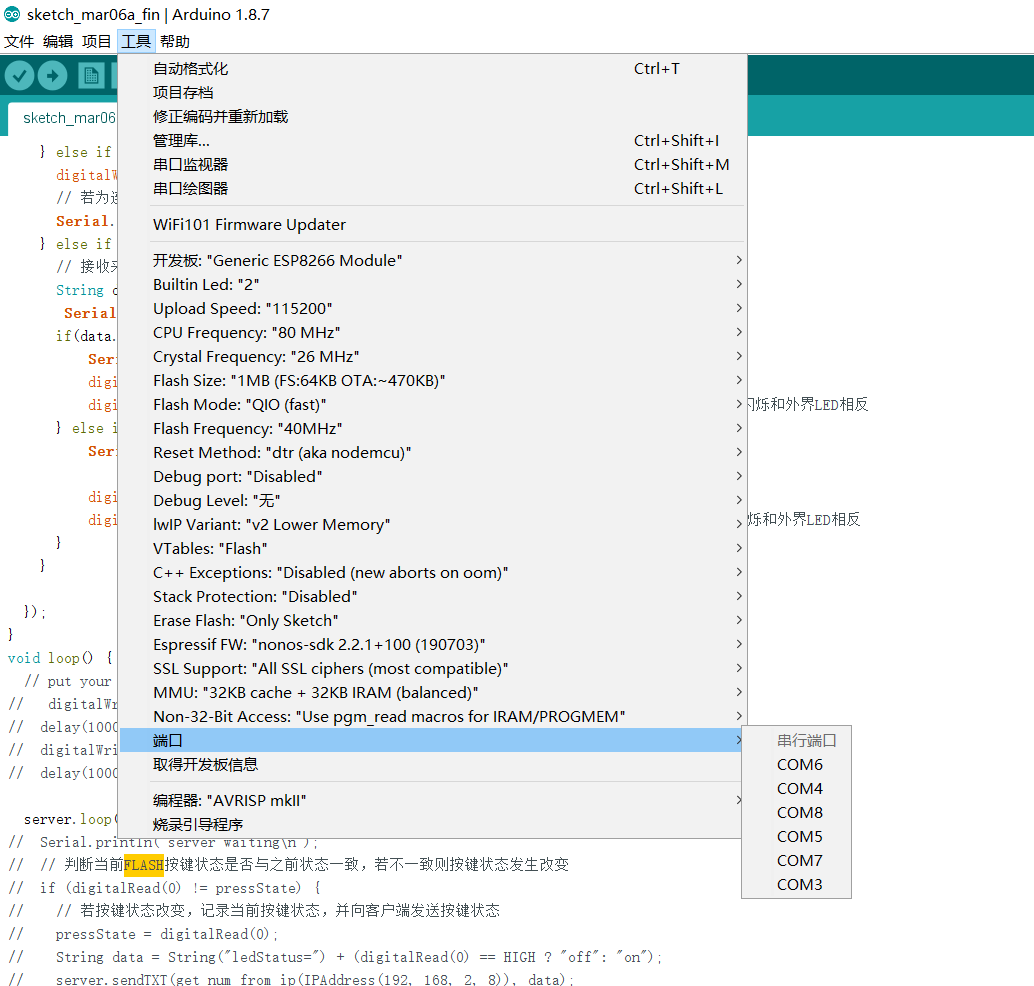 sketch_mar06a_fin | Arduino 1.8.7
文件 编辑 项目 工具 帮助
自动格式化 Ctrl+T
项目存档
修正编码并重新加载
管理库... Ctrl+Shift+I
串口监视器 Ctrl+Shift+M
串口绘图器 Ctrl+Shift+L
WiFi101 Firmware Updater
开发板: "Generic ESP8266 Module"
Builtin Led: "2"
Upload Speed: "115200"
CPU Frequency: "80 MHz"
Crystal Frequency: "26 MHz"
Flash Size: "1MB (FS:64KB OTA:~470KB)"
Flash Mode: "QIO (fast)"
Flash Frequency: "40MHz"
Reset Method: "dtr (aka nodemcu)"
Debug port: "Disabled"
Debug Level: "无"
lwIP Variant: "v2 Lower Memory"
VTables: "Flash"
C++ Exceptions: "Disabled (new aborts on oom)"
Stack Protection: "Disabled"
Erase Flash: "Only Sketch"
Espressif FW: "nonos-sdk 2.2.1+100 (190703)"
SSL Support: "All SSL ciphers (most compatible)"
MMU: "32KB cache + 32KB IRAM (balanced)"
Non-32-Bit Access: "Use pgm_read macros for IRAM/PROGMEM"
端口
取得开发板信息
编程器: "AVRISP mkII"
烧录引导程序
串行端口
COM6
COM4
COM8
COM5
COM7
COM3
sketch_mar06
} else if
digitalW
// 若为连
Serial.
} else if
// 接收来
String
Serial
if(data.
Ser
digi
digi 闪烁和外界LED相反
} else i
Ser
digi
digi 烁和外界LED相反
}
}
});
}
void loop() {
// put your
// digitalWr
// delay(1000
// digitalWri
// delay(1000
server.loop(
// Serial.println( server waiting\n );
// // 判断当前FLASH按键状态是否与之前状态一致，若不一致则按键状态发生改变
// if (digitalRead(0) != pressState) {
// // 若按键状态改变，记录当前按键状态，并向客户端发送按键状态
// pressState = digitalRead(0);
// String data = String("ledStatus=") + (digitalRead(0) == HIGH ? "off": "on");
// server.sendTXT(get_num_from_ip(IPAddress(192, 168, 2, 8)), data);